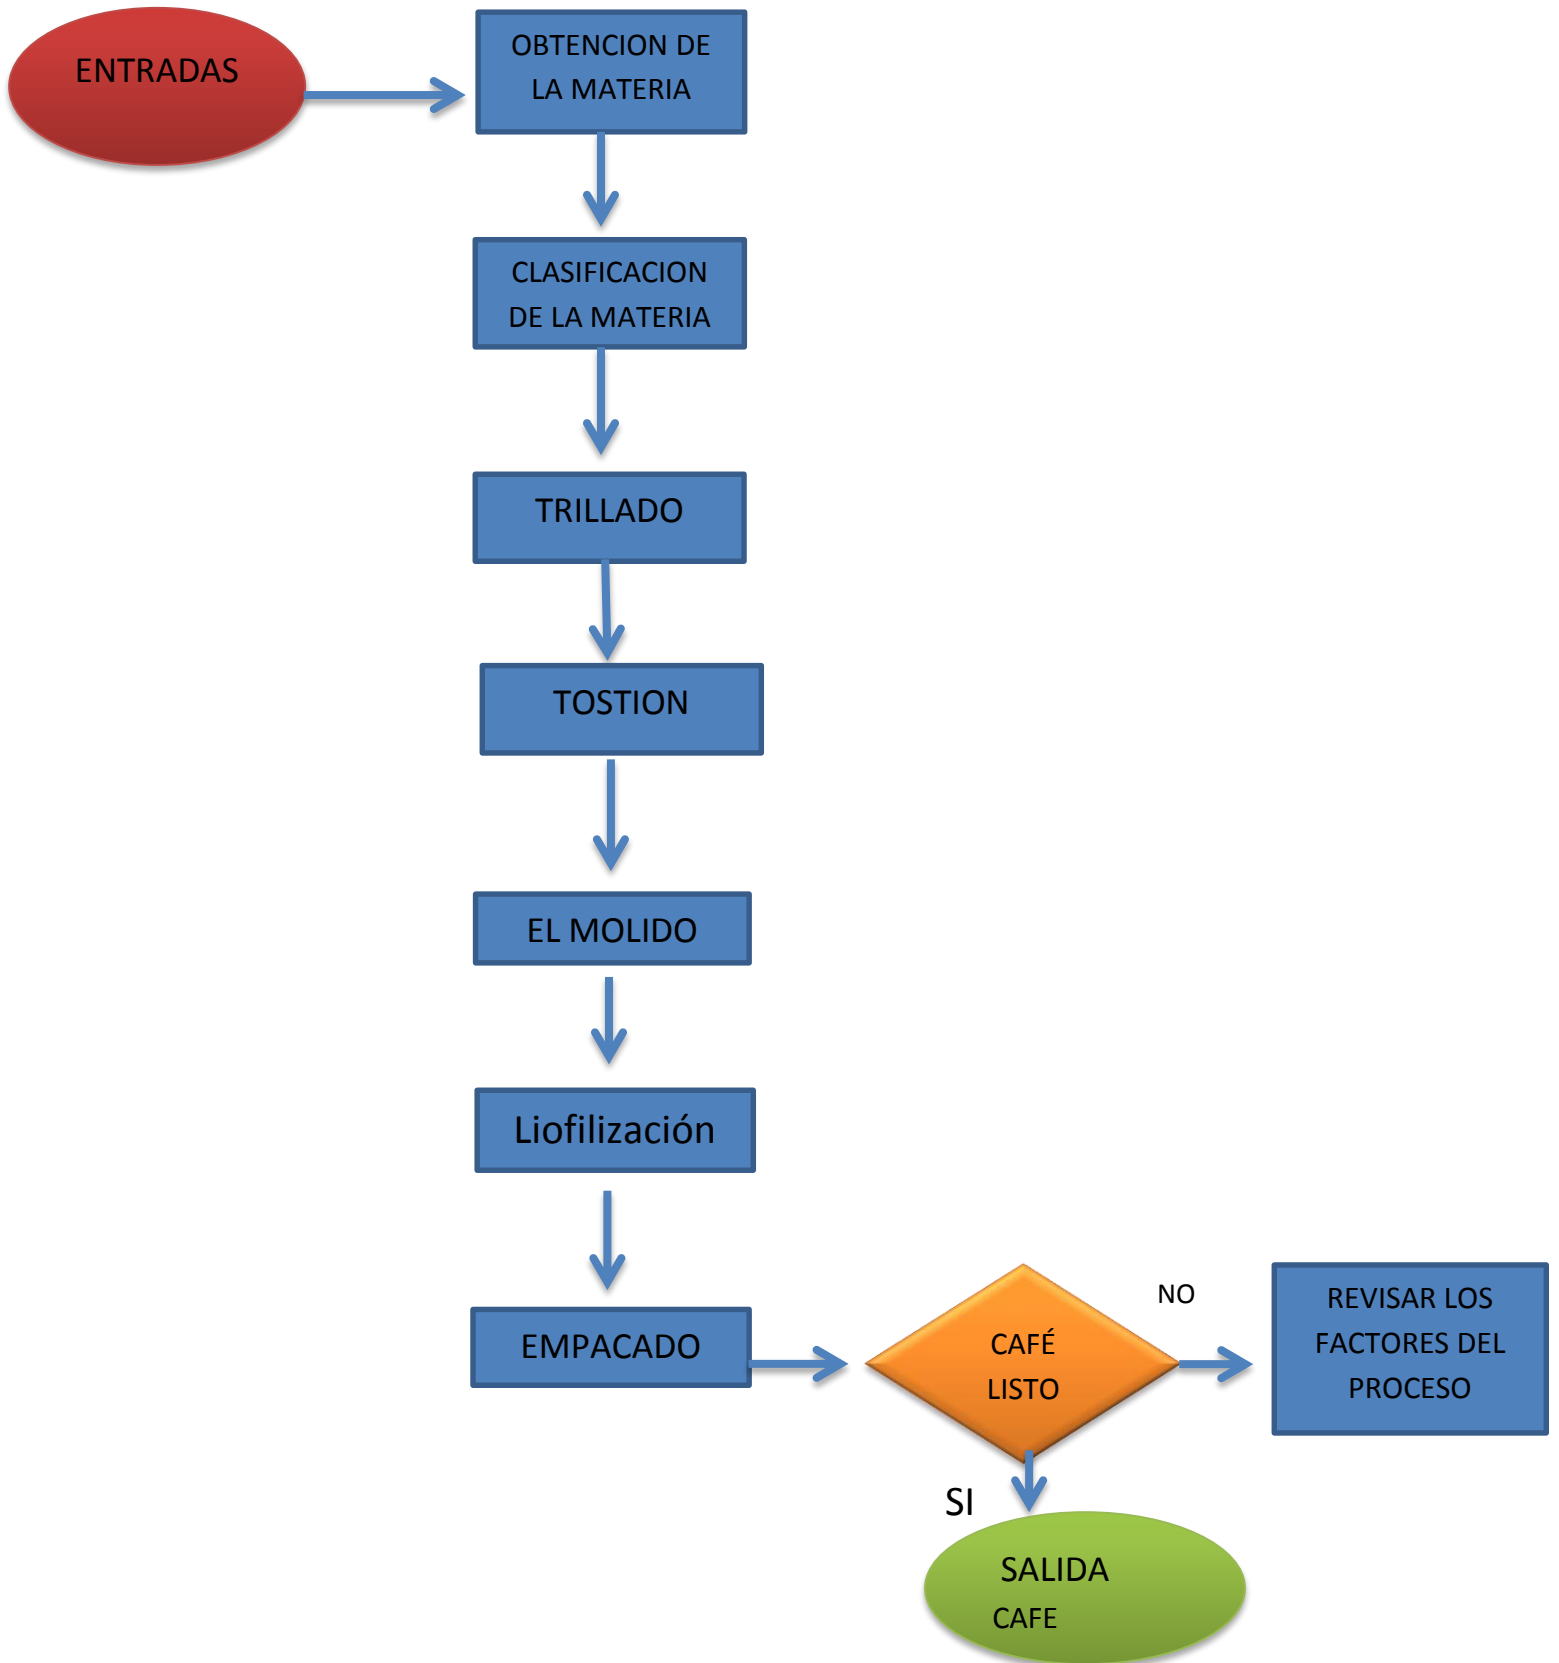 ENTRADAS
OBTENCION DE
LA MATERIA
CLASIFICACION
DE LA MATERIA
TRILLADO
TOSTION
EL MOLIDO
Liofilización
EMPACADO
CAFÉ
LISTO
NO
REVISAR LOS
FACTORES DEL
PROCESO
SI
SALIDA
CAFE